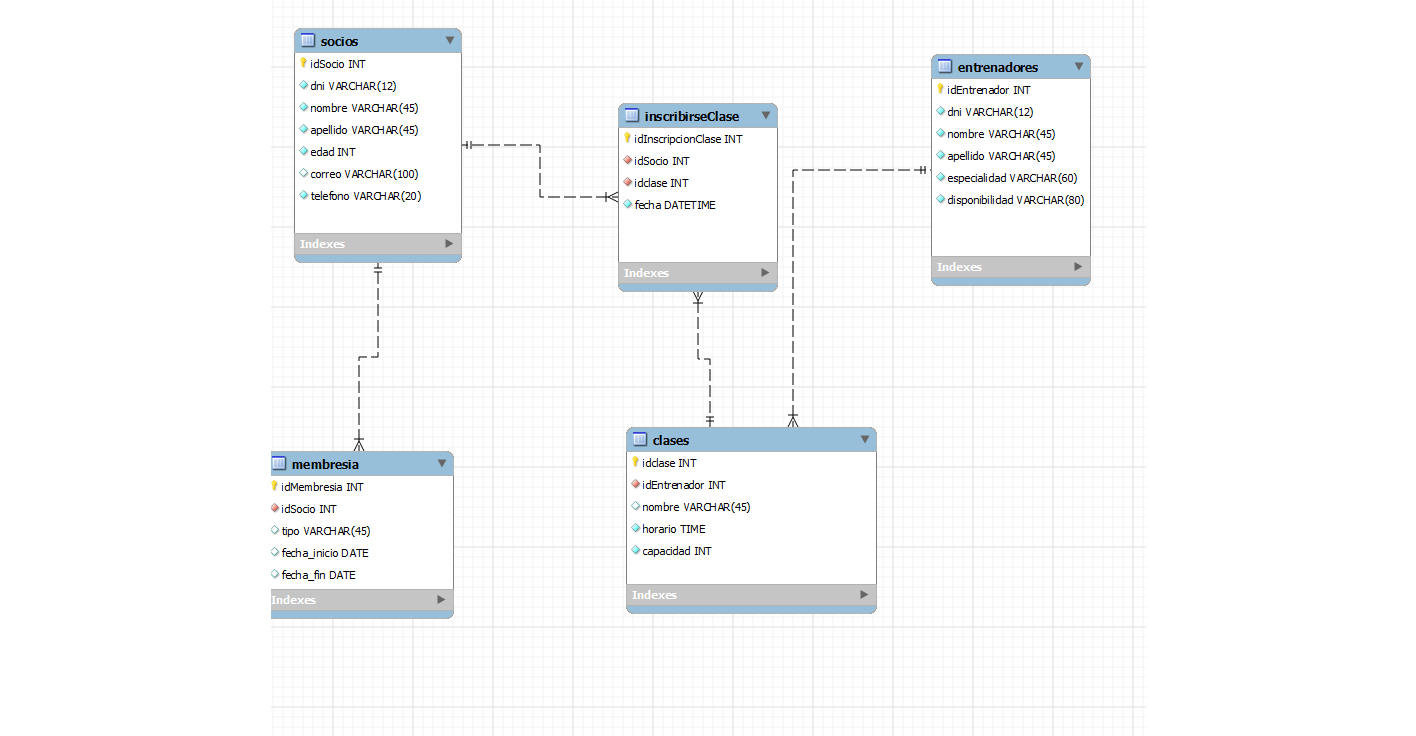 socios
idSocio INT
dni VARCHAR(12)
nombre VARCHAR(45)
apellido VARCHAR(45)
edad INT
correo VARCHAR(100)
telefono VARCHAR(20)
Indexes
inscribirseClase
idInscripcionClase INT
idSocio INT
idclase INT
fecha DATETIME
Indexes
entrenadores
idEntrenador INT
dni VARCHAR(12)
nombre VARCHAR(45)
apellido VARCHAR(45)
especialidad VARCHAR(60)
disponibilidad VARCHAR(80)
Indexes
membresia
idMembresia INT
idSocio INT
tipo VARCHAR(45)
fecha_inicio DATE
fecha_fin DATE
Indexes
clases
idclase INT
idEntrenador INT
nombre VARCHAR(45)
horario TIME
capacidad INT
Indexes